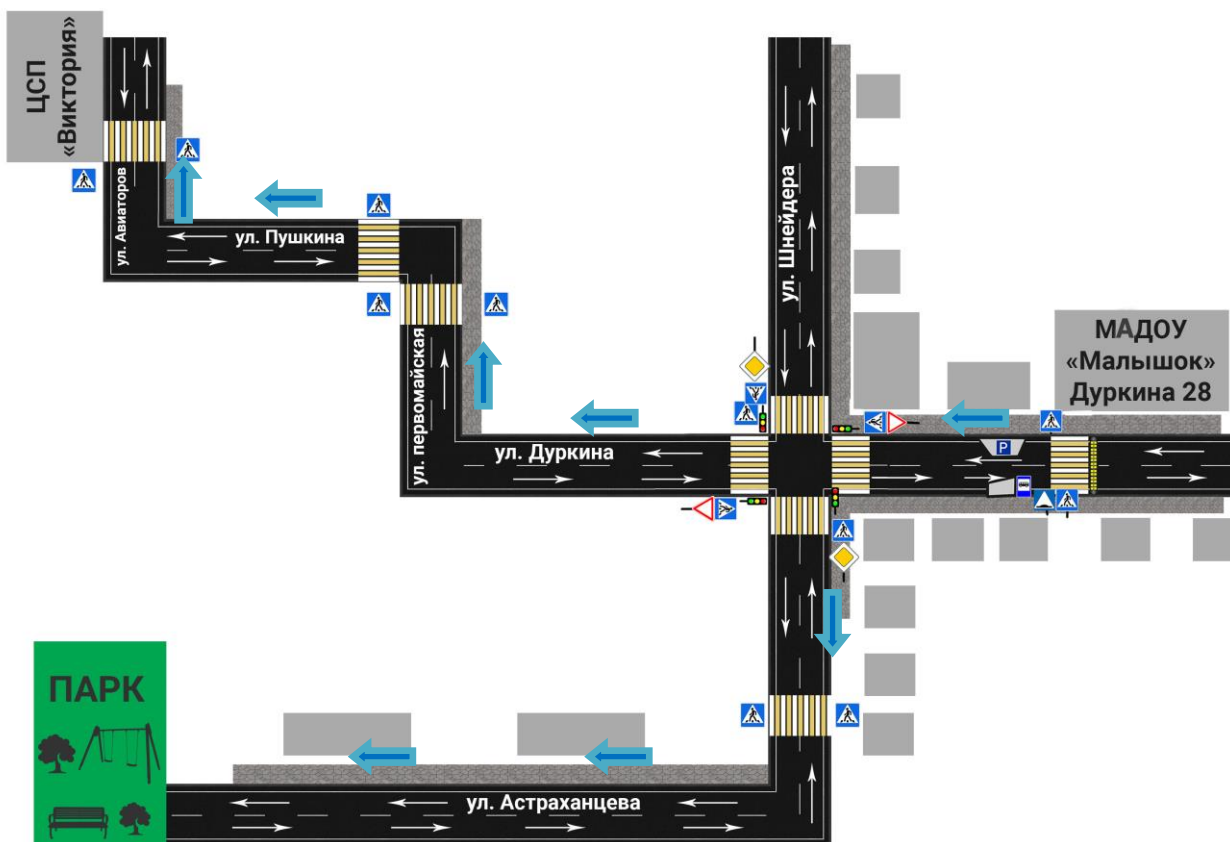 ЦСП
«Виктория»
ул. Авиаторов
ул. Пушкина
ул. первомайская
ул. Дуркина
ул. Шнейдера
МАДОУ
«Малышок»
Дуркина 28
P
ПАРК
ул. Астраханцева